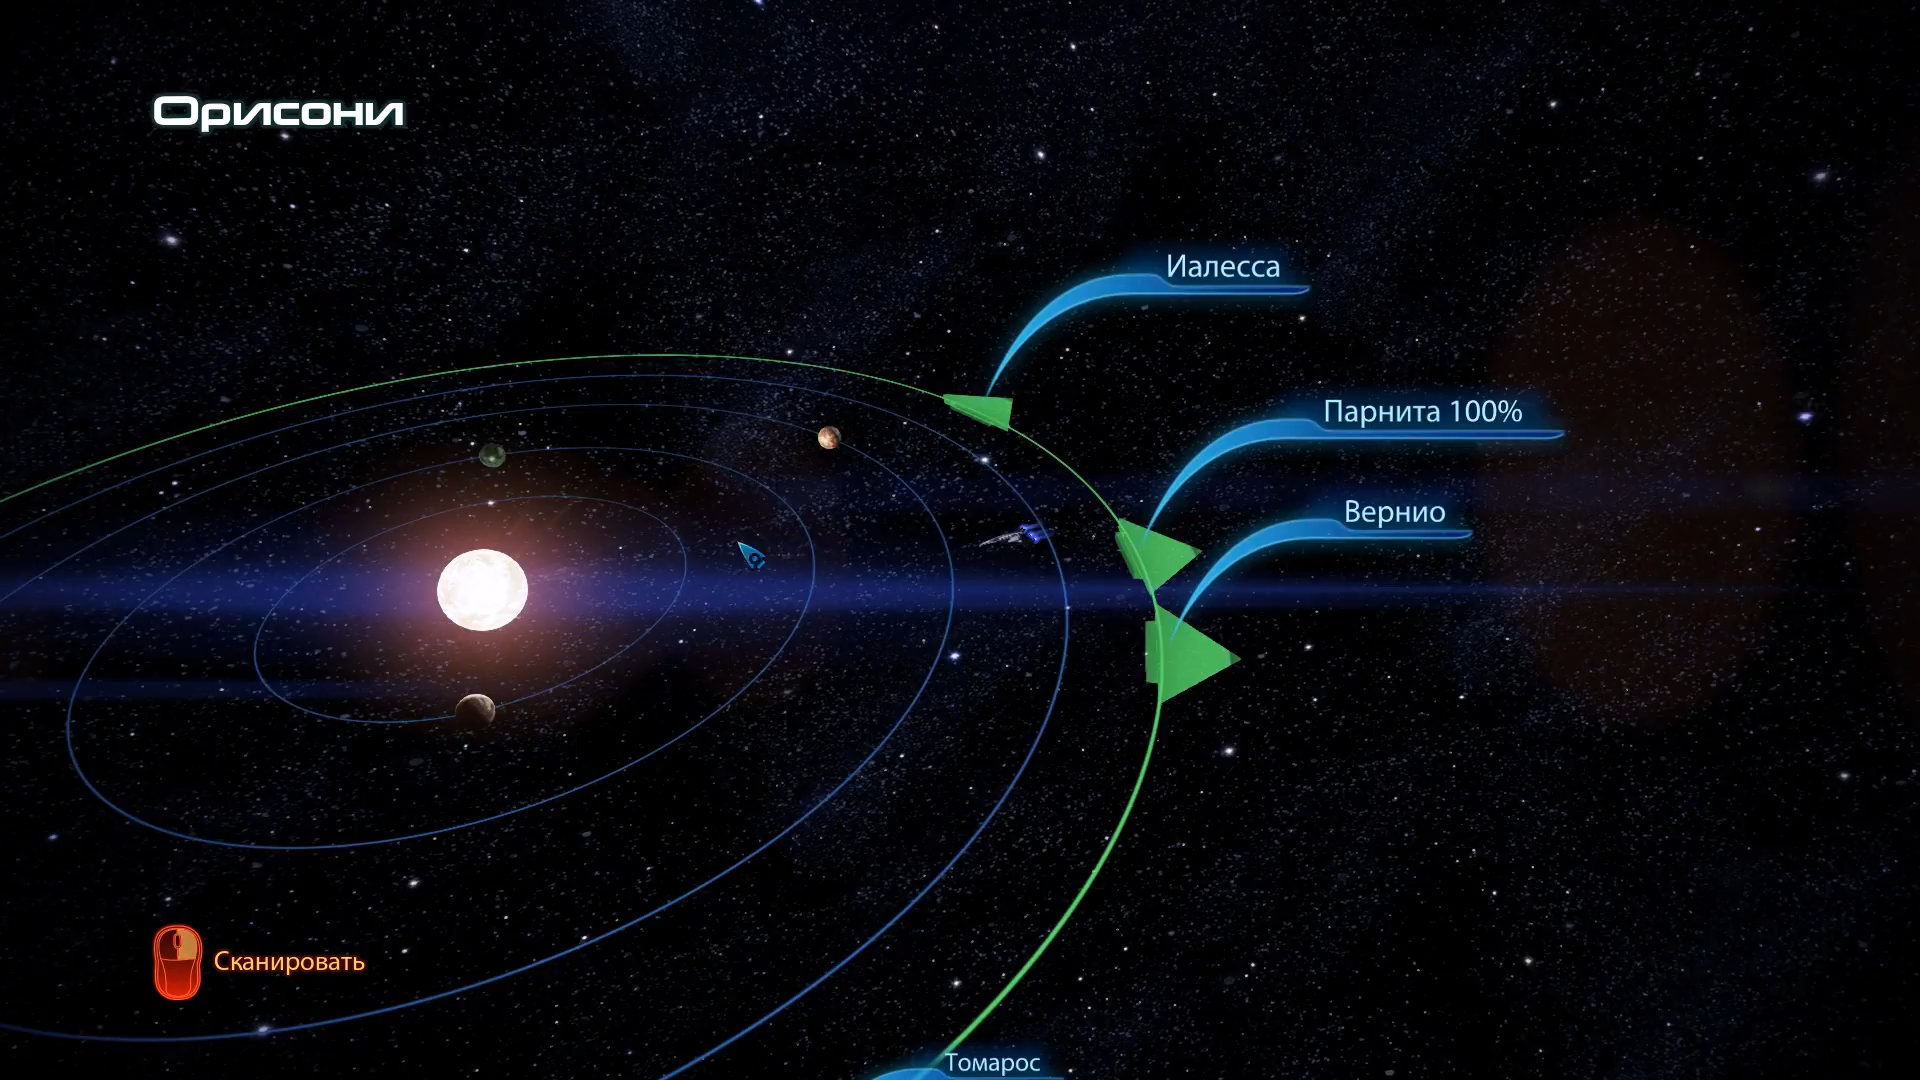 Орисони
Иалесса
Парнита 100%
Вернио
Сканировать
Томарос